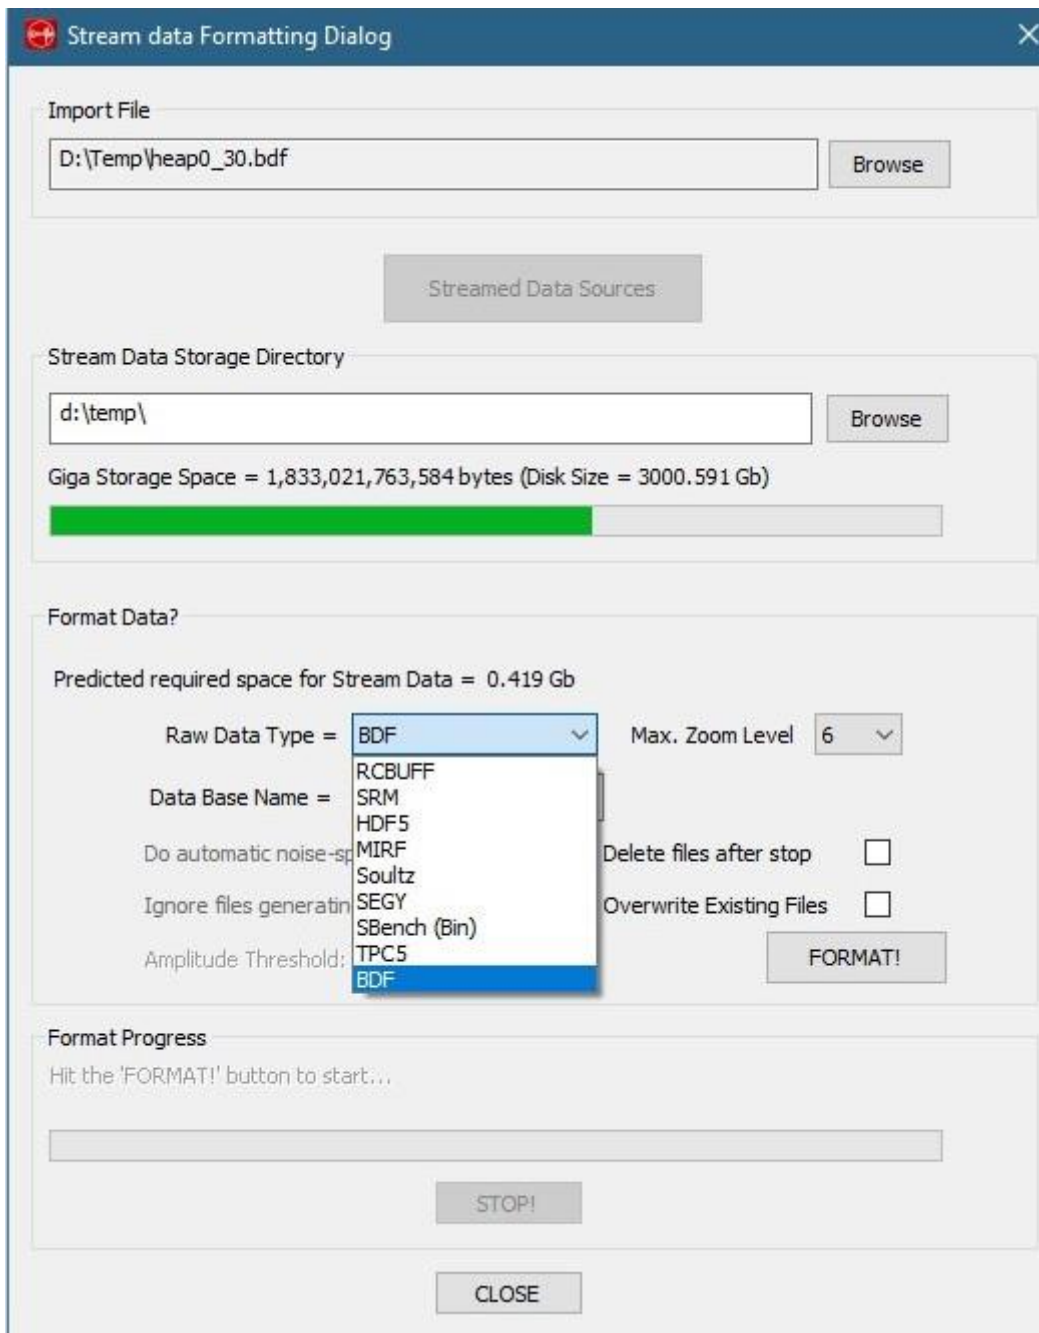 Stream data Formatting Dialog
Import File
D:\Temp\heap0_30.bdf
Browse
Streamed Data Sources
Stream Data Storage Directory
d:\temp\
Browse
Giga Storage Space = 1,833,021,763,584 bytes (Disk Size = 3000.591 Gb)
Format Data?
Predicted required space for Stream Data = 0.419 Gb
Raw Data Type = BDF Max. Zoom Level 6
RCBUFF
Data Base Name = SRM
HDF5
Do automatic noise-sp MIRF Delete files after stop
Soultz
Ignore files generatin SEGY Overwrite Existing Files
SBench (Bin)
Amplitude Threshold: TPC5 FORMAT!
BDF
Format Progress
Hit the 'FORMAT!' button to start...
STOP!
CLOSE